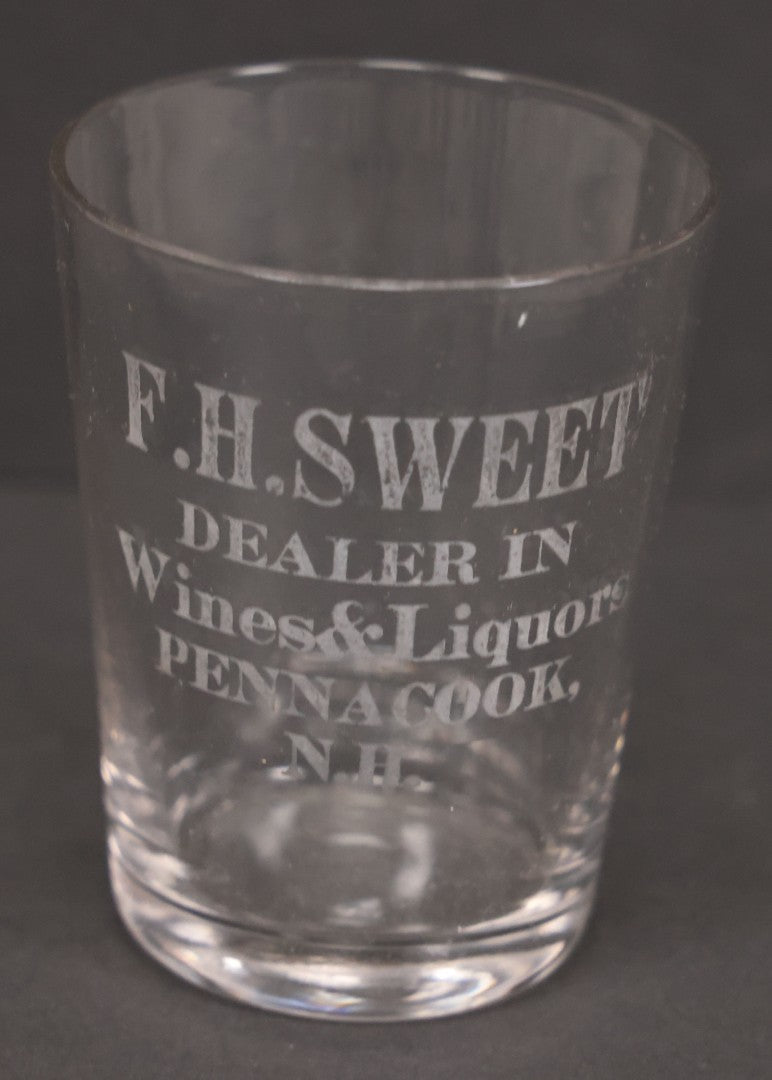 F.H.SWEET
DEALER IN
Wines & Liquors
PENNACOOK,
N.H.